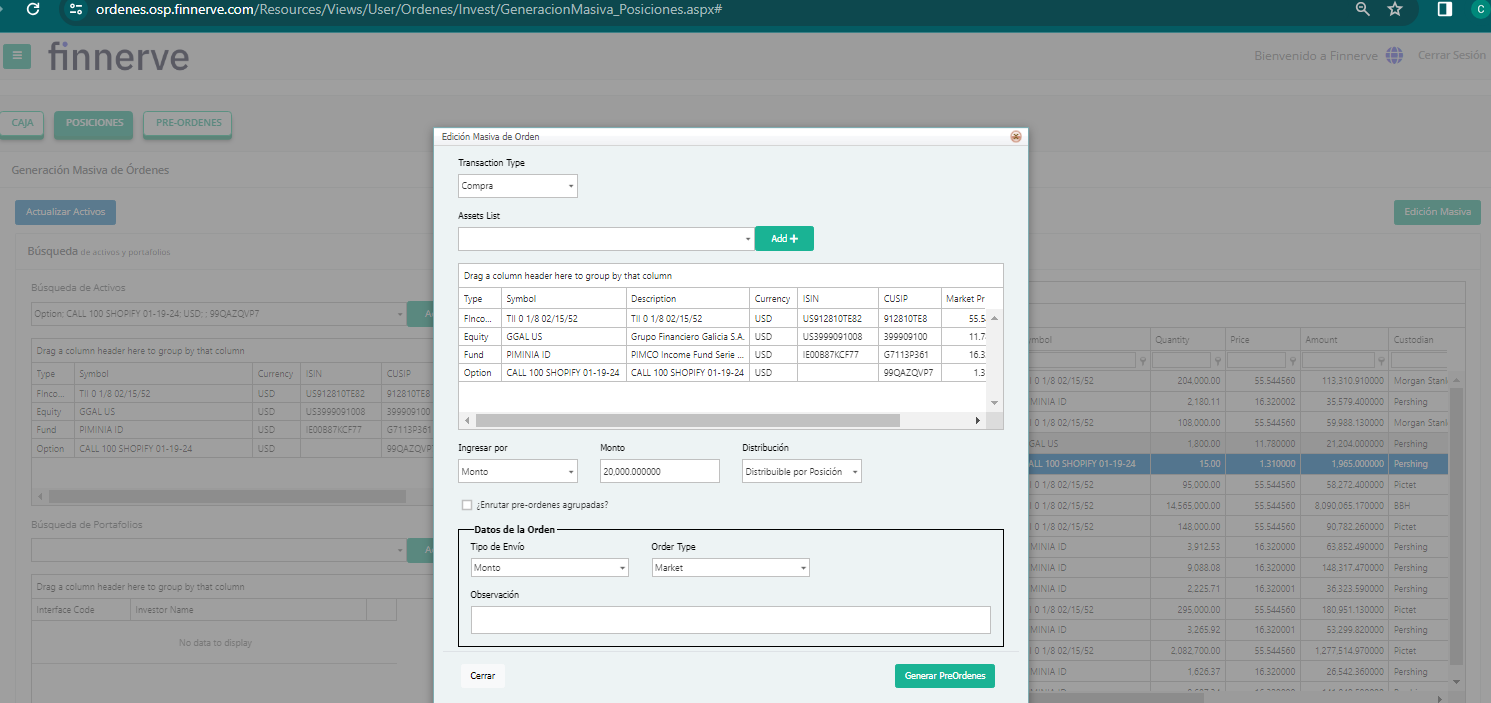 ordenes.osp.finnerve.com/Resources/Views/User/Ordenes/Invest/GeneracionMasiva_Posiciones.aspx#
C
finnerve
Bienvenido a Finnerve
Cerrar Sesión
CAJA
POSICIONES
PRE-ORDENES
Generación Masiva de Órdenes
Actualizar Activos
Edición Masiva
Búsqueda de activos y portafolios
Búsqueda de Activos
Option; CALL 100 SHOPIFY 01-19-24; USD; ; 99QAZQVP7
Drag a column header here to group by that column
Type Symbol Currency ISIN CUSIP
FInco... TII 0 1/8 02/15/52 USD US912810TE82 912810TE8
Equity GGAL US USD US3999091008 399909100
Fund PIMINIA ID USD IE00B87KCF77 G7113P361
Option CALL 100 SHOPIFY 01-19-24 USD 99QAZQVP
Búsqueda de Portafolios
Drag a column header here to group by that column
Interface Code Investor Name
No data to display
Edición Masiva de Orden
Transaction Type
Compra
Assets List
Add +
Drag a column header here to group by that column
Type Symbol Description Currency ISIN CUSIP Market Pr
FInco... TII 0 1/8 02/15/52 TII 0 1/8 02/15/52 USD US912810TE82 912810TE8 55.5
Equity GGAL US Grupo Financiero Galicia S.A. USD US3999091008 399909100 11.7
Fund PIMINIA ID PIMCO Income Fund Serie ... USD IE00B87KCF77 G7113P361 16.3
Option CALL 100 SHOPIFY 01-19-24 CALL 100 SHOPIFY 01-19-24 USD 99QAZQVP7 1.3
Ingresar por Monto Distribución
Monto 20,000.000000 Distribuible por Posición
¿Enrutar pre-ordenes agrupadas?
Datos de la Orden
Tipo de Envío Order Type
Monto Market
Observación
Cerrar
Generar PreOrdenes
mbol Quantity Price Amount Custodian
I 0 1/8 02/15/52 204,000.00 55.544560 113,310.910000 Morgan Stanl
MINIA ID 2,180.11 16.320002 35,579.400000 Pershing
I 0 1/8 02/15/52 108,000.00 55.544560 59,988.130000 Morgan Stanl
GAL US 1,800.00 11.780000 21,204.000000 Pershing
ALL 100 SHOPIFY 01-19-24 15.00 1.310000 1,965.000000 Pershing
I 0 1/8 02/15/52 95,000.00 55.544560 58,272.400000 Pictet
I 0 1/8 02/15/52 14,565,000.00 55.544560 8,090,065.170000 BBH
I 0 1/8 02/15/52 148,000.00 55.544560 90,782.260000 Pictet
MINIA ID 3,912.53 16.320000 63,852.490000 Pershing
MINIA ID 9,088.08 16.320000 148,317.470000 Pershing
MINIA ID 2,225.71 16.320001 36,323.590000 Pershing
I 0 1/8 02/15/52 295,000.00 55.544560 180,951.130000 Pictet
MINIA ID 3,265.92 16.320001 53,299.820000 Pershing
I 0 1/8 02/15/52 2,082,700.00 55.544560 1,277,514.970000 Pictet
MINIA ID 1,626.37 16.320000 26,542.360000 Pershing